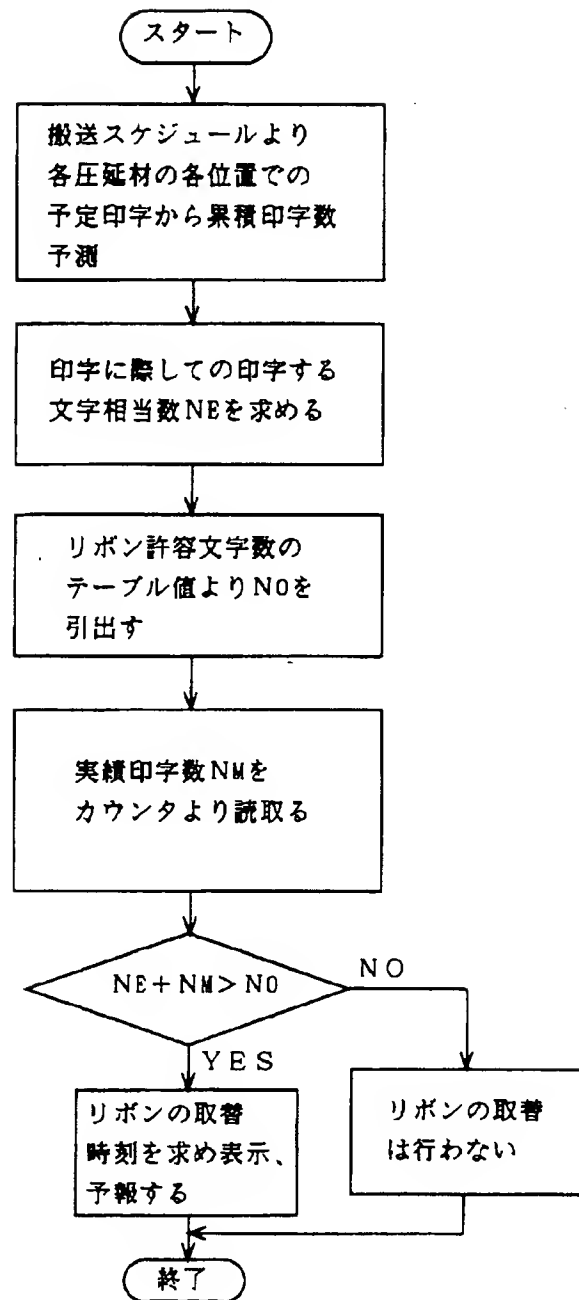 スタート
搬送スケジュールより
各圧延材の各位置での
予定印字から累積印字数
予測
印字に際しての印字する
文字相当数NEを求める
リボン許容文字数の
テーブル値よりN0を
引出す
実績印字数NMを
カウンタより読取る
NE+NM>N0
NO
YES
リボンの取替
時刻を求め表示、
予報する
リボンの取替
は行わない
終了